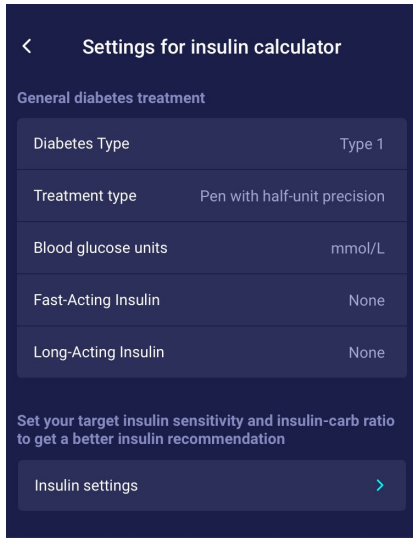 Settings for insulin calculator
General diabetes treatment
Diabetes Type Type 1
Treatment type Pen with half-unit precision
Blood glucose units mmol/L
Fast-Acting Insulin None
Long-Acting Insulin None
Set your target insulin sensitivity and insulin-carb ratio
to get a better insulin recommendation
Insulin settings